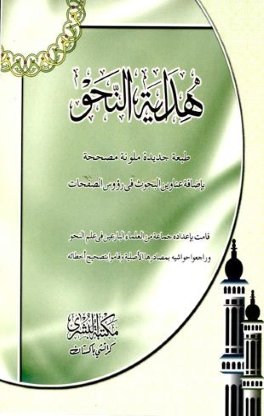 هداية النحو
طبعة جديدة ملونة مصححة
بإضافة عناوين البحوث في رؤوس الصفحات
قامت بإعداده جماعة من العلماء البارعين في علم النحو
وراجعوا حواشيه بمصادرها الأصلية، وقاموا بتصحيح أخطائه
مكتبة البشرى
كراتشي باكستان